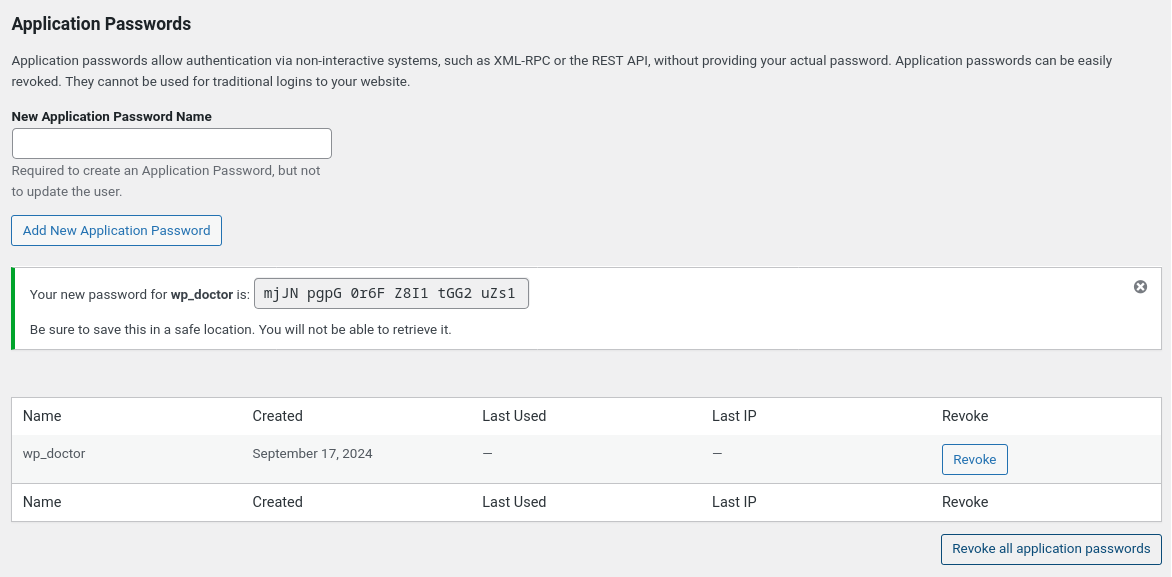 Application Passwords
Application passwords allow authentication via non-interactive systems, such as XML-RPC or the REST API, without providing your actual password. Application passwords can be easily
revoked. They cannot be used for traditional logins to your website.
New Application Password Name
Required to create an Application Password, but not
to update the user.
Add New Application Password
Your new password for wp_doctor is: mjJN pgpG 0r6F Z8I1 tGG2 uZs1
Be sure to save this in a safe location. You will not be able to retrieve it.
Name Created Last Used Last IP Revoke
wp_doctor September 17, 2024 — — Revoke
Name Created Last Used Last IP Revoke
Revoke all application passwords